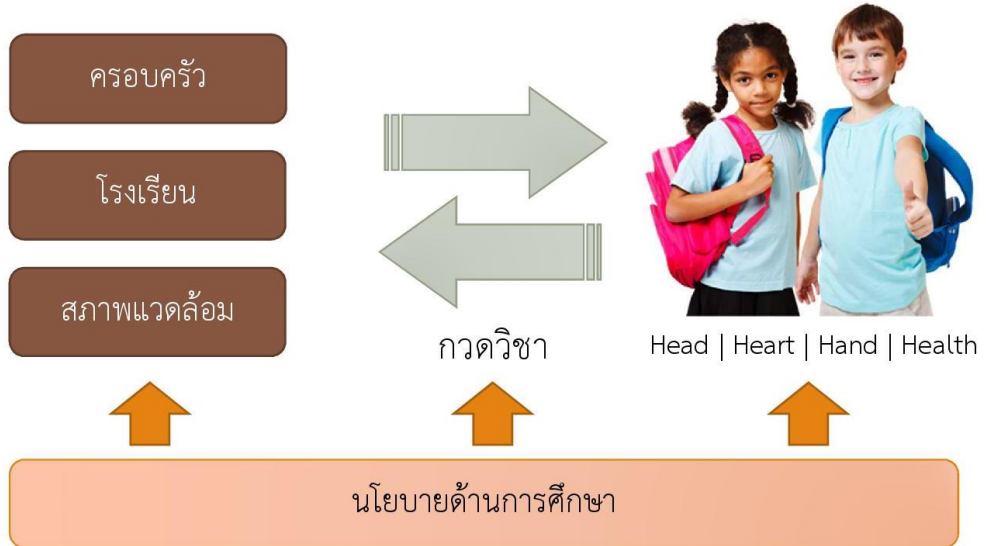 ครอบครัว
โรงเรียน
สภาพแวดล้อม
กวดวิชา
Head | Heart | Hand | Health
นโยบายด้านการศึกษา